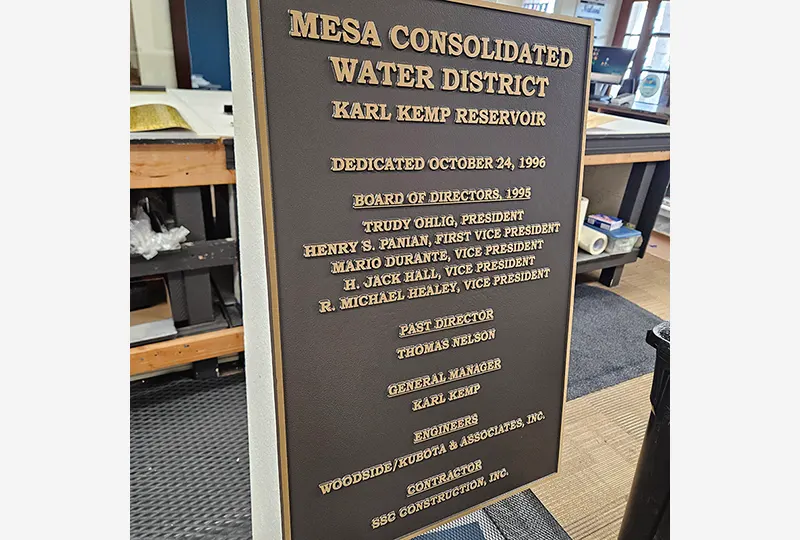 MESA CONSOLIDATED
WATER DISTRICT
KARL KEMP RESERVOIR
DEDICATED OCTOBER 24, 1996
BOARD OF DIRECTORS, 1995
TRUDY OHLIG, PRESIDENT
HENRY S. PANIAN, FIRST VICE PRESIDENT
MARIO DURANTE, VICE PRESIDENT
H. JACK HALL, VICE PRESIDENT
R. MICHAEL HEALEY, VICE PRESIDENT
PAST DIRECTOR
THOMAS NELSON
GENERAL MANAGER
KARL KEMP
ENGINEERS
WOODSIDE/KUBOTA & ASSOCIATES, INC.
CONTRACTOR
SSC CONSTRUCTION, INC.